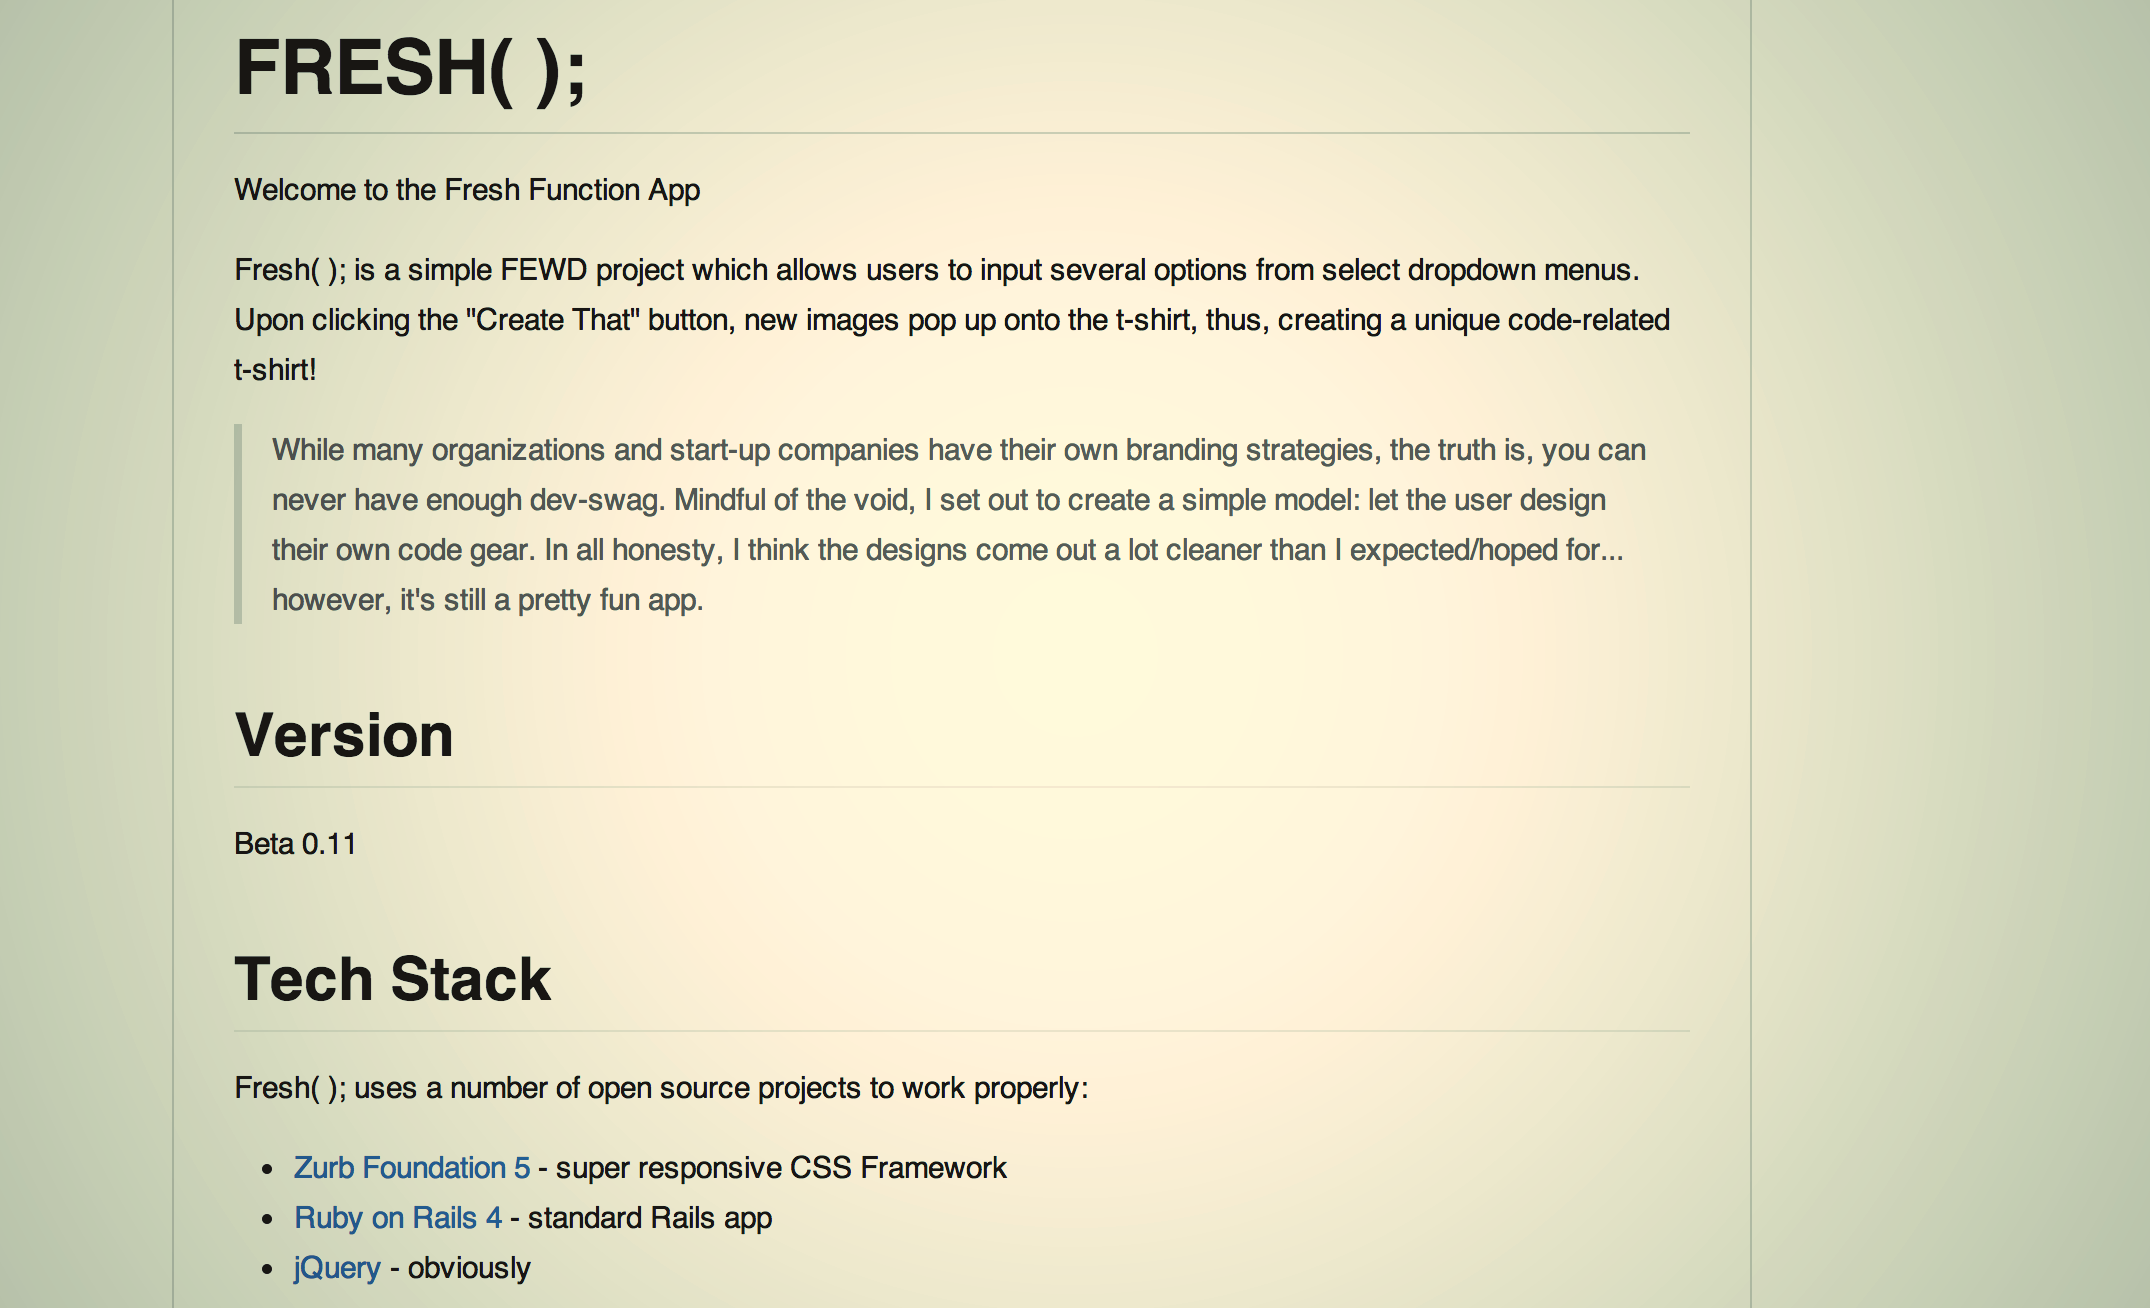 FRESH( );
Welcome to the Fresh Function App
Fresh( ); is a simple FEWD project which allows users to input several options from select dropdown menus.
Upon clicking the "Create That" button, new images pop up onto the t-shirt, thus, creating a unique code-related
t-shirt!
While many organizations and start-up companies have their own branding strategies, the truth is, you can
never have enough dev-swag. Mindful of the void, I set out to create a simple model: let the user design
their own code gear. In all honesty, I think the designs come out a lot cleaner than I expected/hoped for...
however, it's still a pretty fun app.
Version
Beta 0.11
Tech Stack
Fresh( ); uses a number of open source projects to work properly:
• Zurb Foundation 5 - super responsive CSS Framework
• Ruby on Rails 4 - standard Rails app
• jQuery - obviously